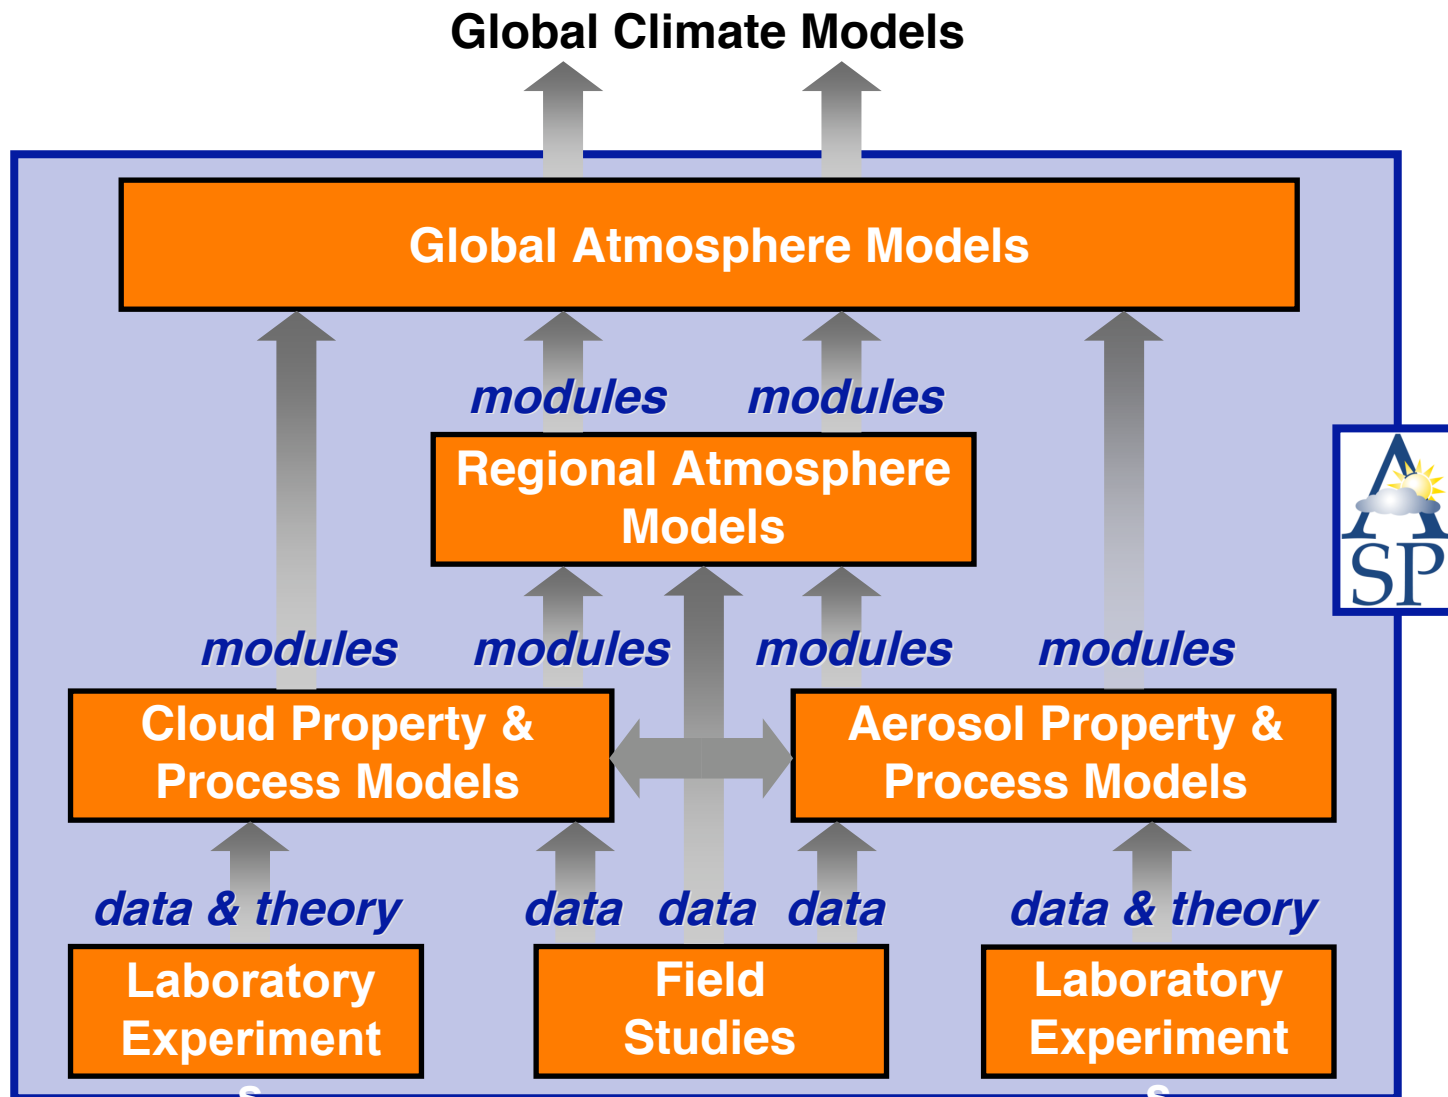 Global Climate Models
Global Atmosphere Models
modules modules
Regional Atmosphere
Models
modules modules modules modules
Cloud Property &
Process Models
Aerosol Property &
Process Models
data & theory data data data data & theory
Laboratory
Experiment
s
Field
Studies
Laboratory
Experiment
s
A
SP